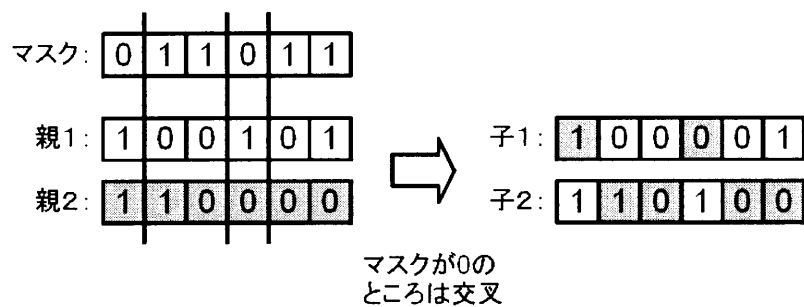 マスク: 0 1 1 0 1 1
親1: 1 0 0 1 0 1
親2: 1 1 0 0 0 0
子1: 1 0 0 0 0 1
子2: 1 1 0 1 0 0
マスクが0の
ところは交叉